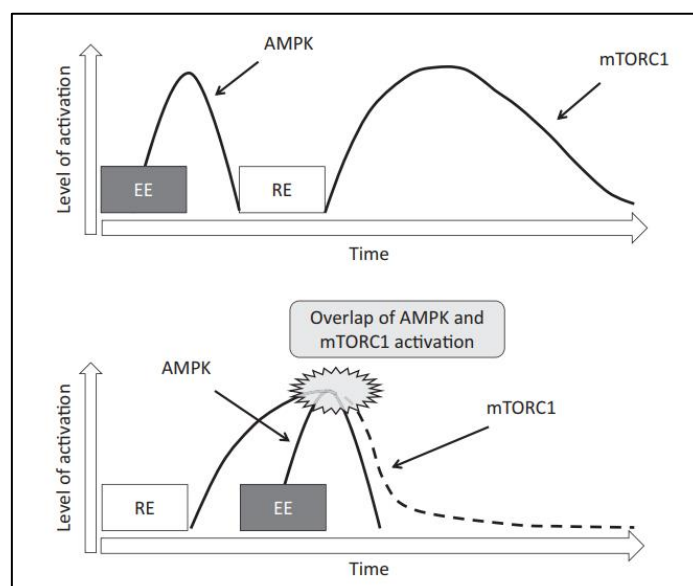 AMPK
mTORC1
Level of activation
EE
RE
Time
Overlap of AMPK and
mTORC1 activation
AMPK
mTORC1
Level of activation
RE
EE
Time